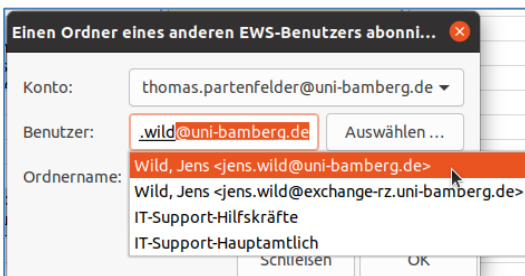 Einen Ordner eines anderen EWS-Benutzers abonni...
Konto: thomas.partenfelder@uni-bamberg.de
Benutzer: .wild@uni-bamberg.de Auswählen ...
Wild, Jens <jens.wild@uni-bamberg.de>
Ordnername: Wild, Jens <jens.wild@exchange-rz.uni-bamberg.de>
IT-Support-Hilfskräfte
IT-Support-Hauptamtlich
Schließen OK